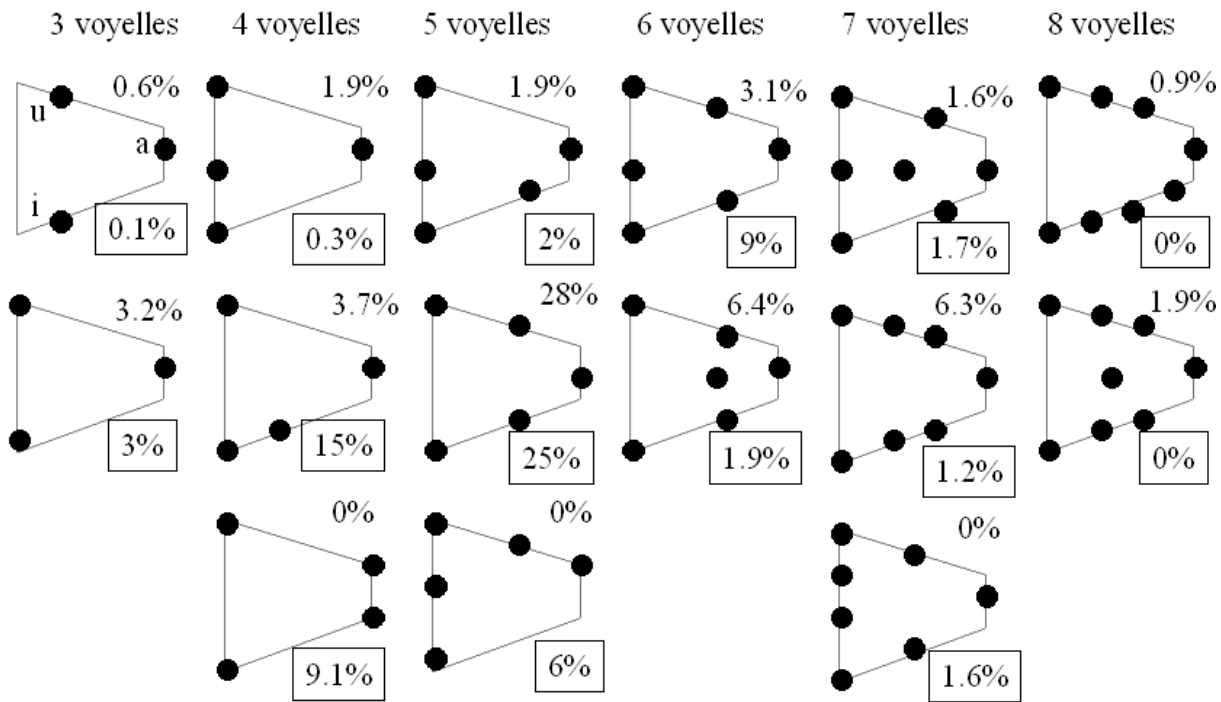 3 voyelles 4 voyelles 5 voyelles 6 voyelles 7 voyelles 8 voyelles
0.6% 1.9% 1.9% 3.1% 1.6% 0.9%
u
a
i
0.1% 0.3% 2% 9% 1.7% 0%
3.2% 3.7% 28% 6.4% 6.3% 1.9%
3% 15% 25% 1.9% 1.2% 0%
0% 0% 0%
9.1% 6% 1.6%